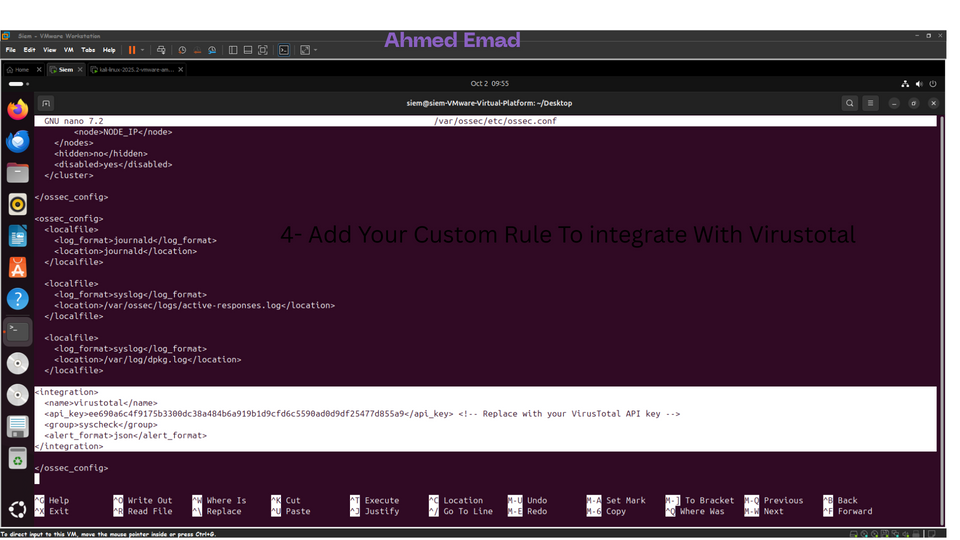 Siem - VMware Workstation
Ahmed Emad
File Edit View VM Tabs Help
Home
Siem
kali-linux-2025.2-vmware-am...
Oct 2 09:55
siem@siem-VMware-Virtual-Platform: ~/Desktop
GNU nano 7.2 /var/ossec/etc/ossec.conf
<node>NODE_IP</node>
</nodes>
<hidden>no</hidden>
<disabled>yes</disabled>
</cluster>
</ossec_config>
<ossec_config>
<localfile>
<log_format>journald</log_format>
4- Add Your Custom Rule To integrate With Virustotal
<location>journald</location>
</localfile>
<localfile>
<log_format>syslog</log_format>
<location>/var/ossec/logs/active-responses.log</location>
</localfile>
<localfile>
<log_format>syslog</log_format>
<location>/var/log/dpkg.log</location>
</localfile>
<integration>
<name>virustotal</name>
<api_key>ee690a6c4f9175b3300dc38a484b6a919b1d9cfd6c5590ad0d9df25477d855a9</api_key> <!-- Replace with your VirusTotal API key -->
<group>syscheck</group>
<alert_format>json</alert_format>
</integration>
</ossec_config>
^G Help ^O Write Out ^W Where Is ^K Cut ^T Execute ^C Location M-U Undo M-A Set Mark M-] To Bracket M-Q Previous ^B Back
^X Exit ^R Read File ^\ Replace ^U Paste ^J Justify ^/ Go To Line M-E Redo M-6 Copy ^Q Where Was M-W Next ^F Forward
To direct input to this VM, move the mouse pointer inside or press Ctrl+G.